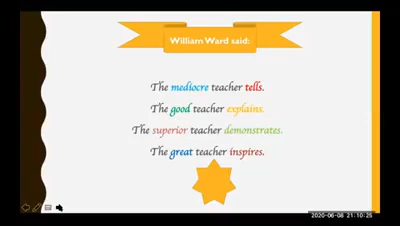 William Ward said:
The mediocre teacher tells.
The good teacher explains.
The superior teacher demonstrates.
The great teacher inspires.
2020-06-06 21:10:25